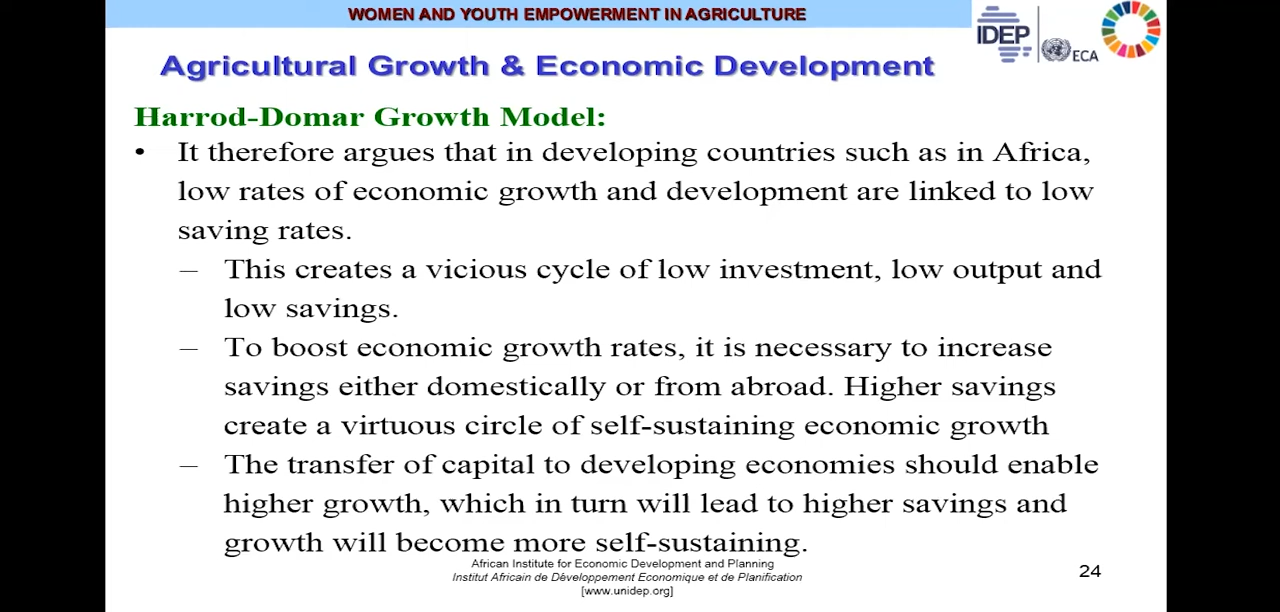 WOMEN AND YOUTH EMPOWERMENT IN AGRICULTURE
IDEP
ECA
Agricultural Growth & Economic Development
Harrod-Domar Growth Model:
• It therefore argues that in developing countries such as in Africa,
low rates of economic growth and development are linked to low
saving rates.
– This creates a vicious cycle of low investment, low output and
low savings.
– To boost economic growth rates, it is necessary to increase
savings either domestically or from abroad. Higher savings
create a virtuous circle of self-sustaining economic growth
– The transfer of capital to developing economies should enable
higher growth, which in turn will lead to higher savings and
growth will become more self-sustaining.
African Institute for Economic Development and Planning
Institut Africain de Développement Economique et de Planification
[www.unidep.org]
24